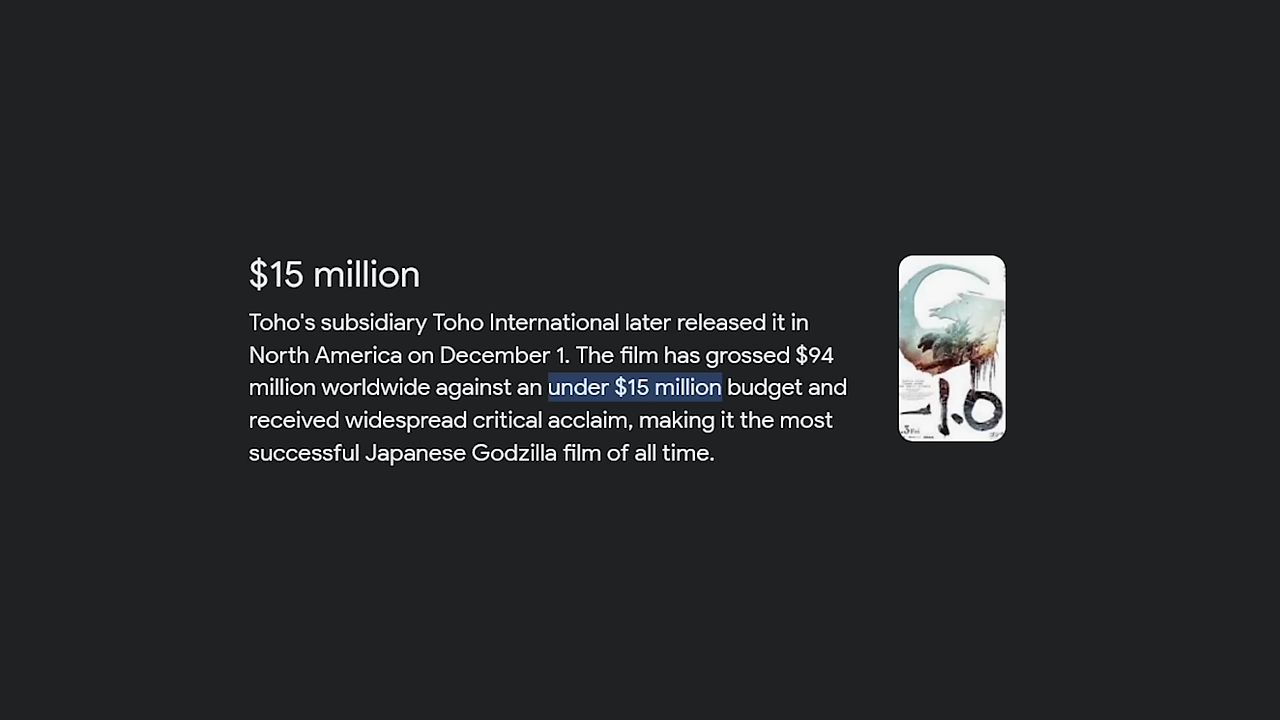 $15 million
Toho's subsidiary Toho International later released it in
North America on December 1. The film has grossed $94
million worldwide against an under $15 million budget and
received widespread critical acclaim, making it the most
successful Japanese Godzilla film of all time.
-1.0